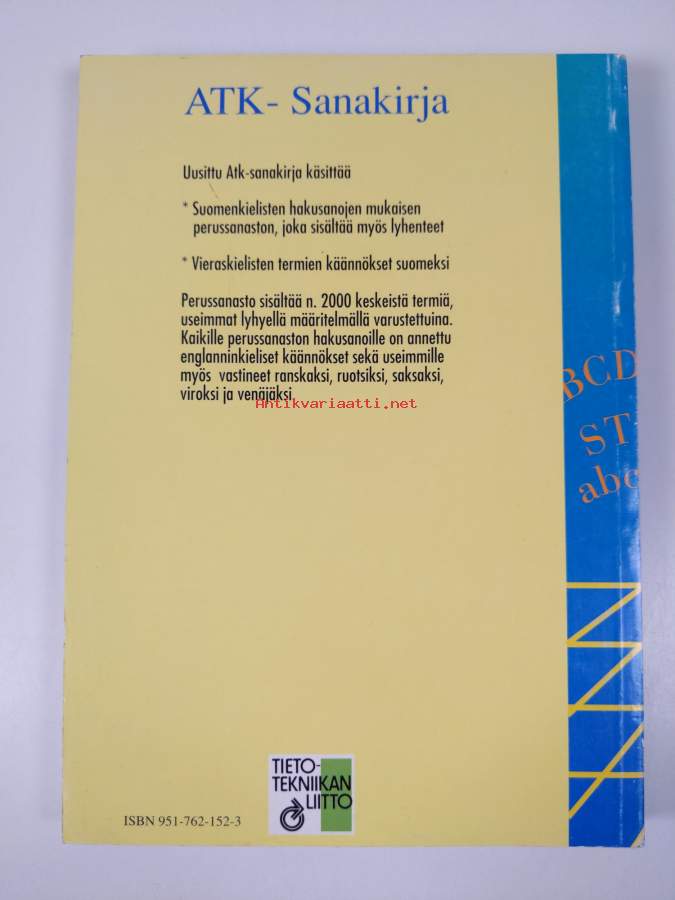 ATK- Sanakirja
Uusittu Atk-sanakirja käsittää
* Suomenkielisten hakusanojen mukaisen
perussanaston, joka sisältää myös lyhenteet
* Vieraskielisten termien käännökset suomeksi
Perussanasto sisältää n. 2000 keskeistä termiä,
useimmat lyhyellä määritelmällä varustettuina.
Kaikille perussanaston hakusanoille on annettu
englanninkieliset käännökset sekä useimmille
myös vastineet ranskaksi, ruotsiksi, saksaksi,
viroksi ja venäjäksi.
Antikvariaatti.net
BCD
ST
abc
TIETO-
TEKNIIKAN
LIITTO
ISBN 951-762-152-3